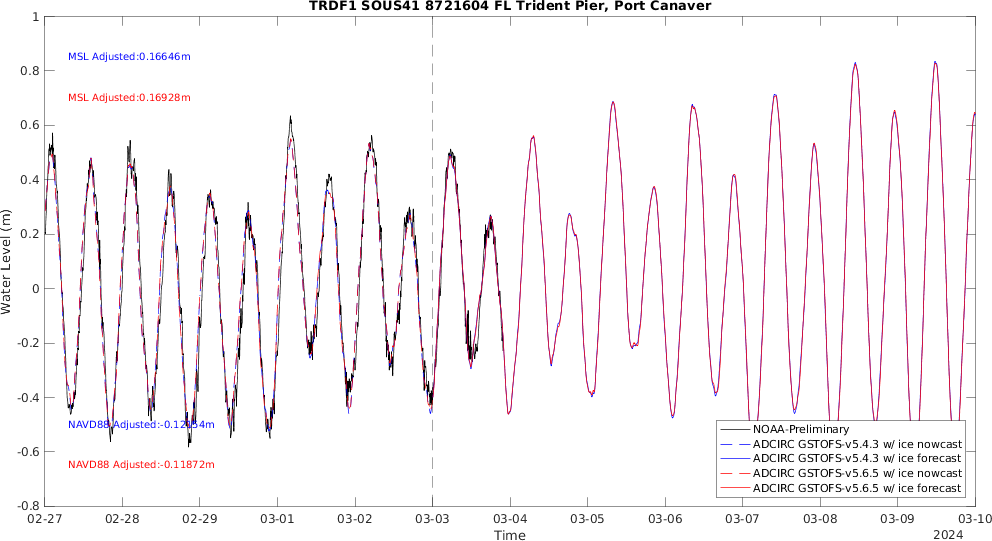 TRDF1 SOUS41 8721604 FL Trident Pier, Port Canaver
1
0.8
0.6
0.4
0.2
0
-0.2
-0.4
-0.6
-0.8
Water Level (m)
MSL Adjusted:0.16646m
MSL Adjusted:0.16928m
NAVD88 Adjusted:-0.12154m
NAVD88 Adjusted:-0.11872m
NOAA-Preliminary
ADCIRC GSTOFS-v5.4.3 w/ ice nowcast
ADCIRC GSTOFS-v5.4.3 w/ ice forecast
ADCIRC GSTOFS-v5.6.5 w/ ice nowcast
ADCIRC GSTOFS-v5.6.5 w/ ice forecast
02-27 02-28 02-29 03-01 03-02 03-03 03-04 03-05 03-06 03-07 03-08 03-09 03-10
Time
2024